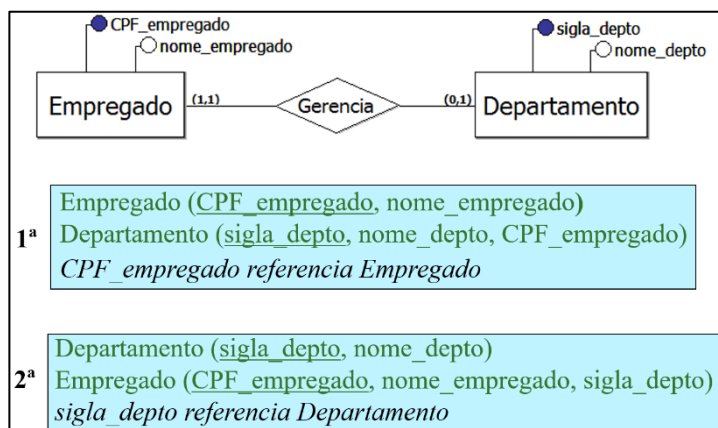 CPF_empregado
nome_empregado
sigla_depto
nome_depto
Empregado
(1,1)
Gerencia
(0,1)
Departamento
1ª
Empregado (CPF_empregado, nome_empregado)
Departamento (sigla_depto, nome_depto, CPF_empregado)
CPF_empregado referencia Empregado
2ª
Departamento (sigla_depto, nome_depto)
Empregado (CPF_empregado, nome_empregado, sigla_depto)
sigla_depto referencia Departamento